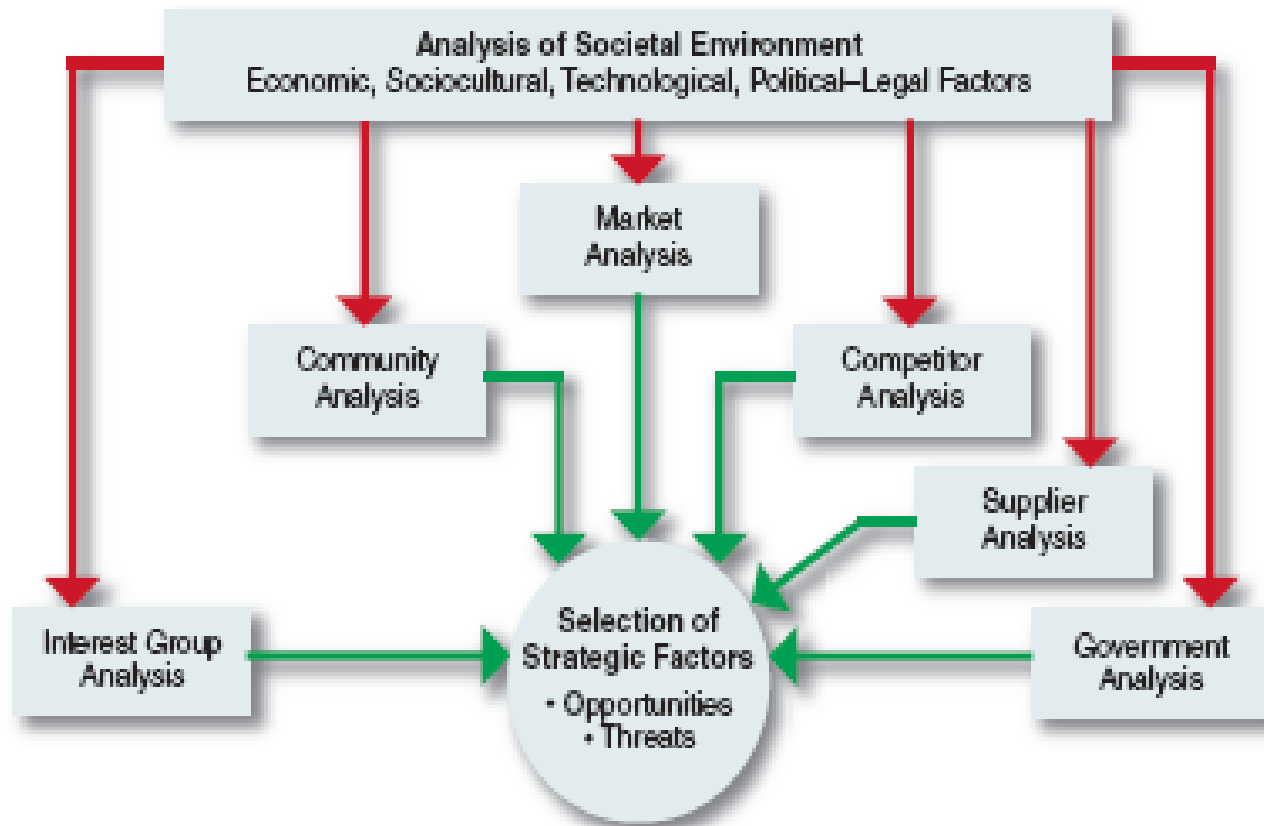 Analysis of Societal Environment
Economic, Sociocultural, Technological, Political–Legal Factors
Market
Analysis
Community
Analysis
Competitor
Analysis
Supplier
Analysis
Interest Group
Analysis
Selection of
Strategic Factors
• Opportunities
• Threats
Government
Analysis